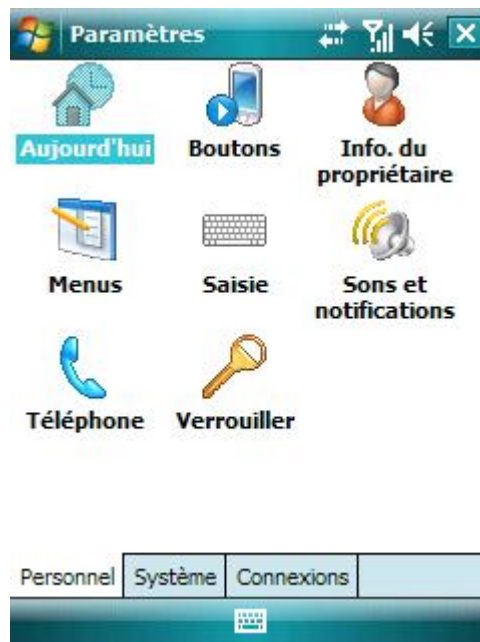 Paramètres
Aujourd'hui
Boutons
Info. du
propriétaire
Menus
Saisie
Sons et
notifications
Téléphone
Verrouiller
Personnel
Système
Connexions